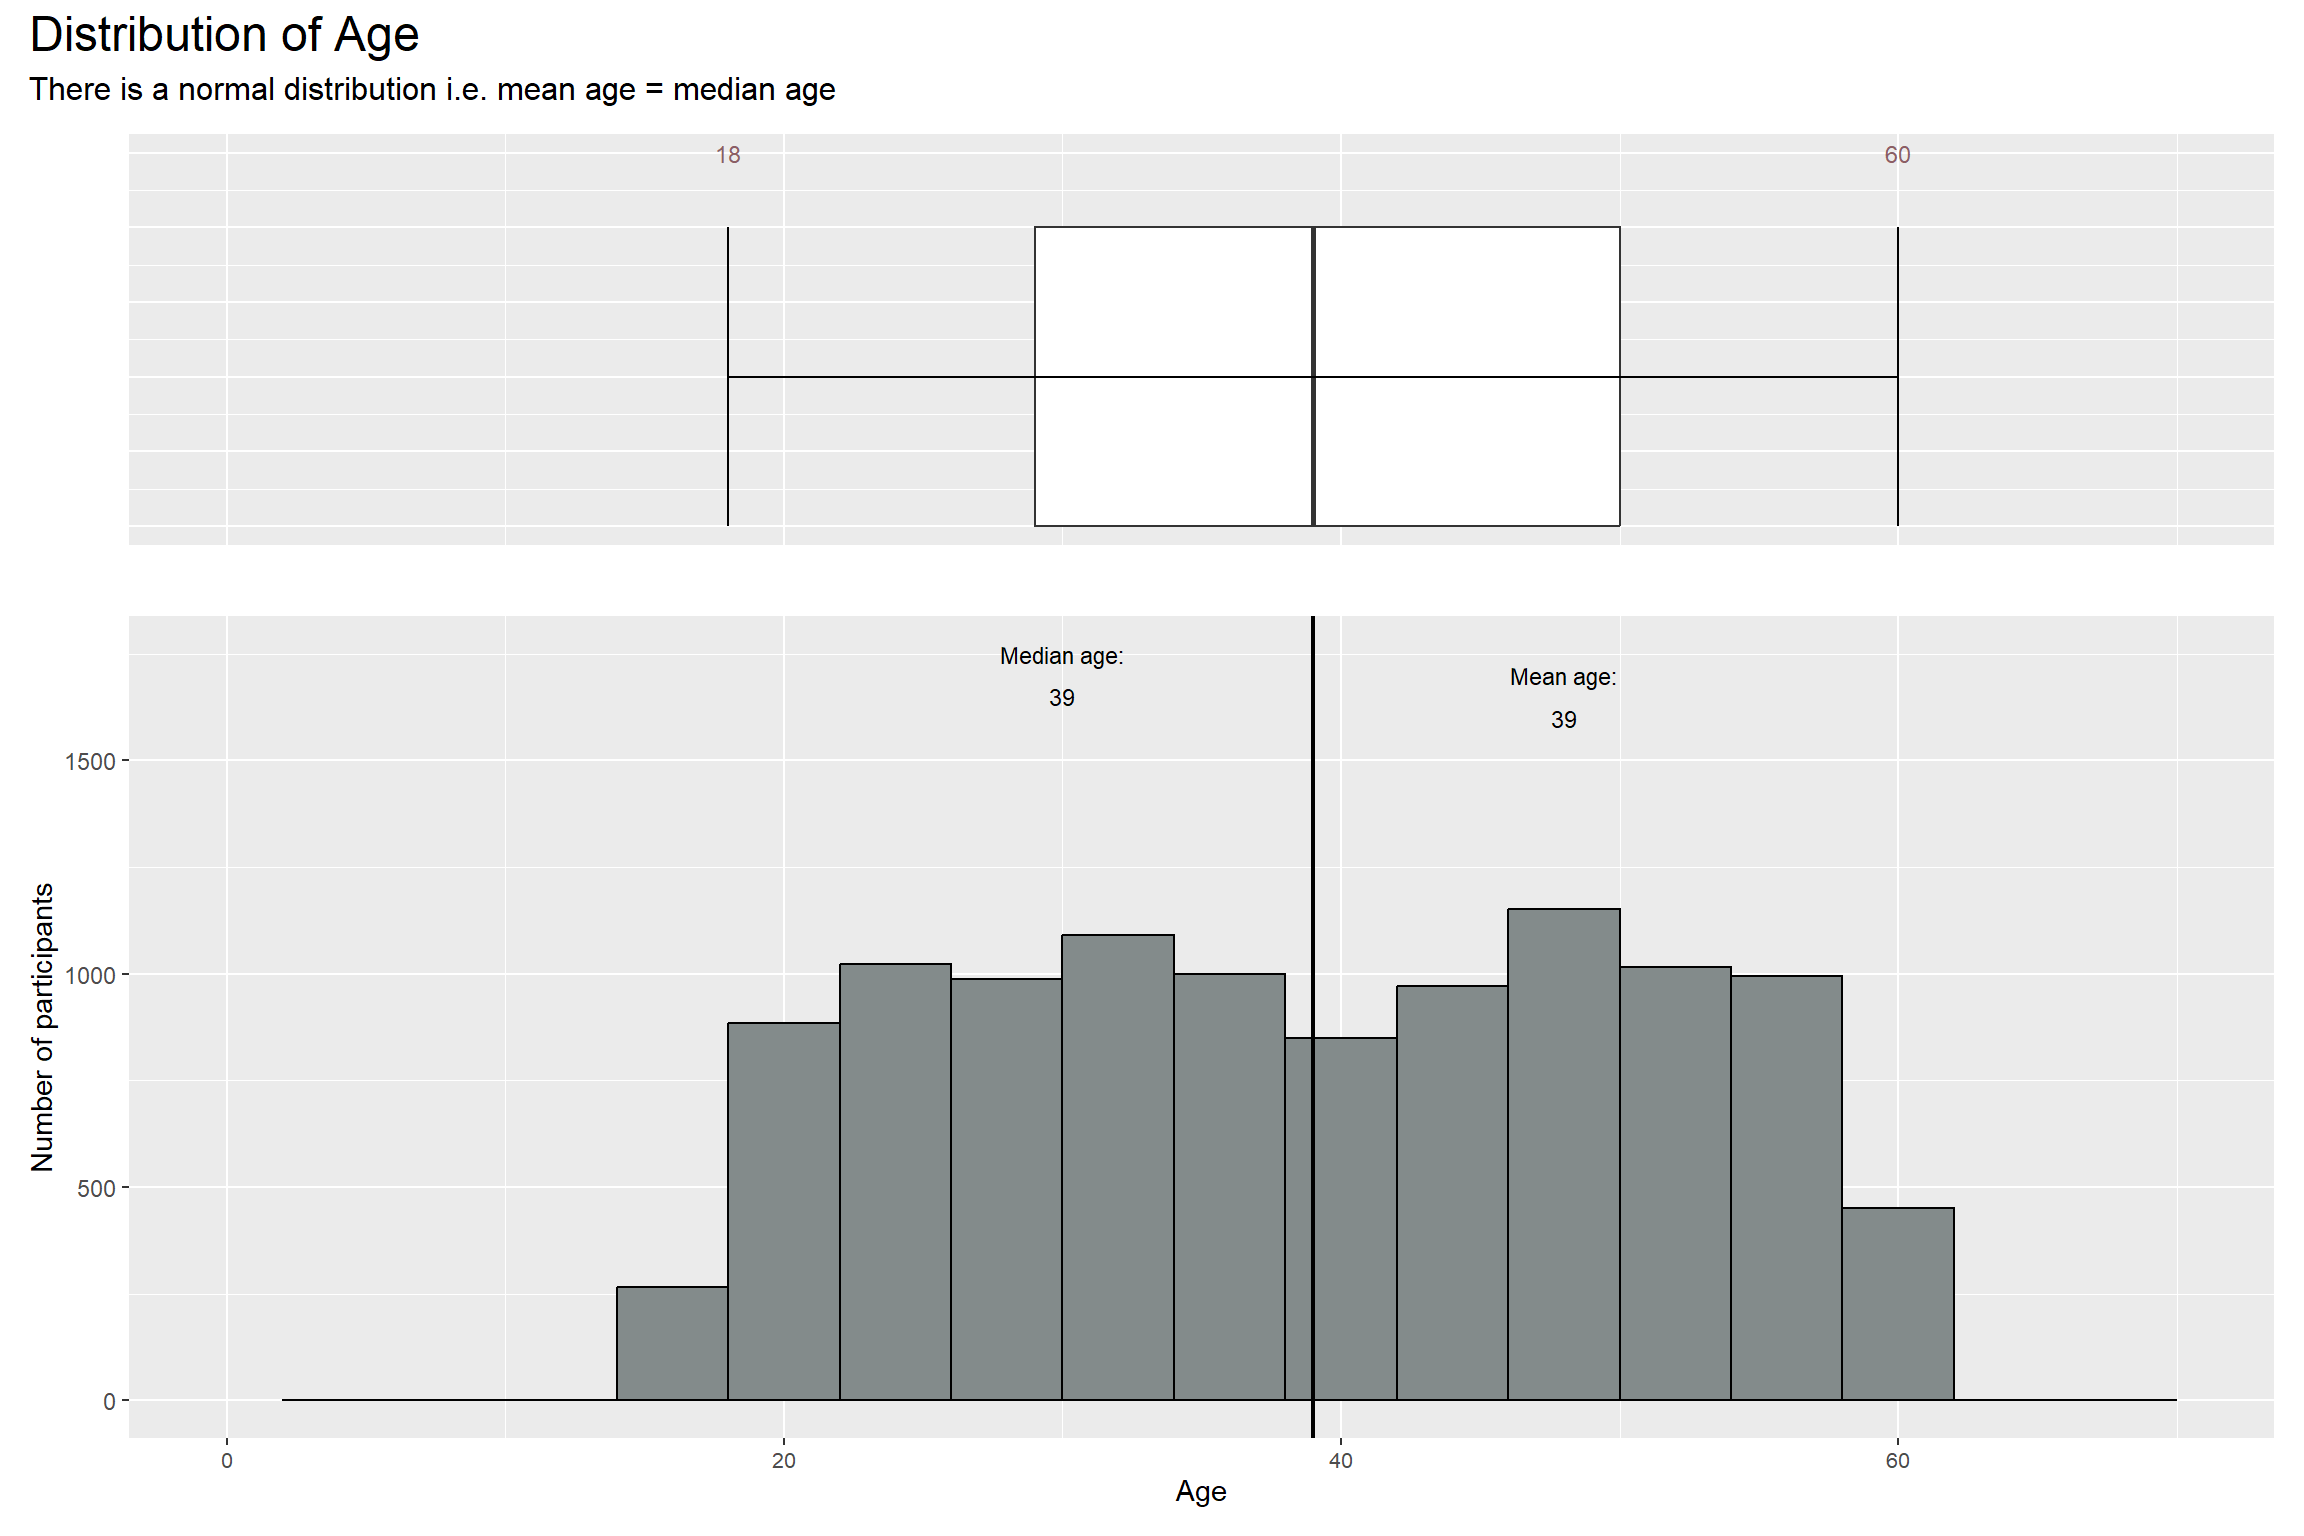 Distribution of Age
There is a normal distribution i.e. mean age = median age
18
60
Median age:
39
Mean age:
39
1500
1000
500
0
Number of participants
0
20
40
60
Age